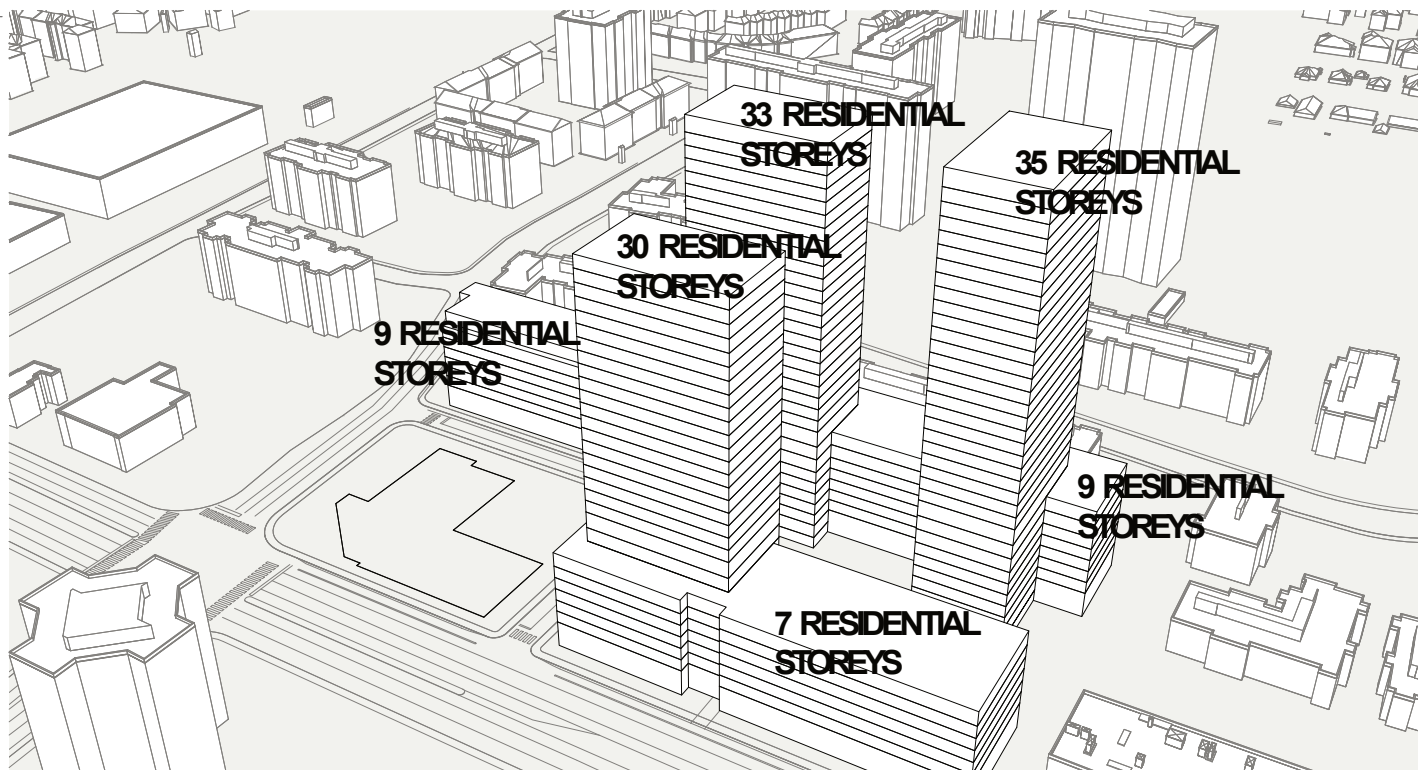 33 RESIDENTIAL
STOREYS
35 RESIDENTIAL
STOREYS
30 RESIDENTIAL
STOREYS
9 RESIDENTIAL
STOREYS
9 RESIDENTIAL
STOREYS
7 RESIDENTIAL
STOREYS